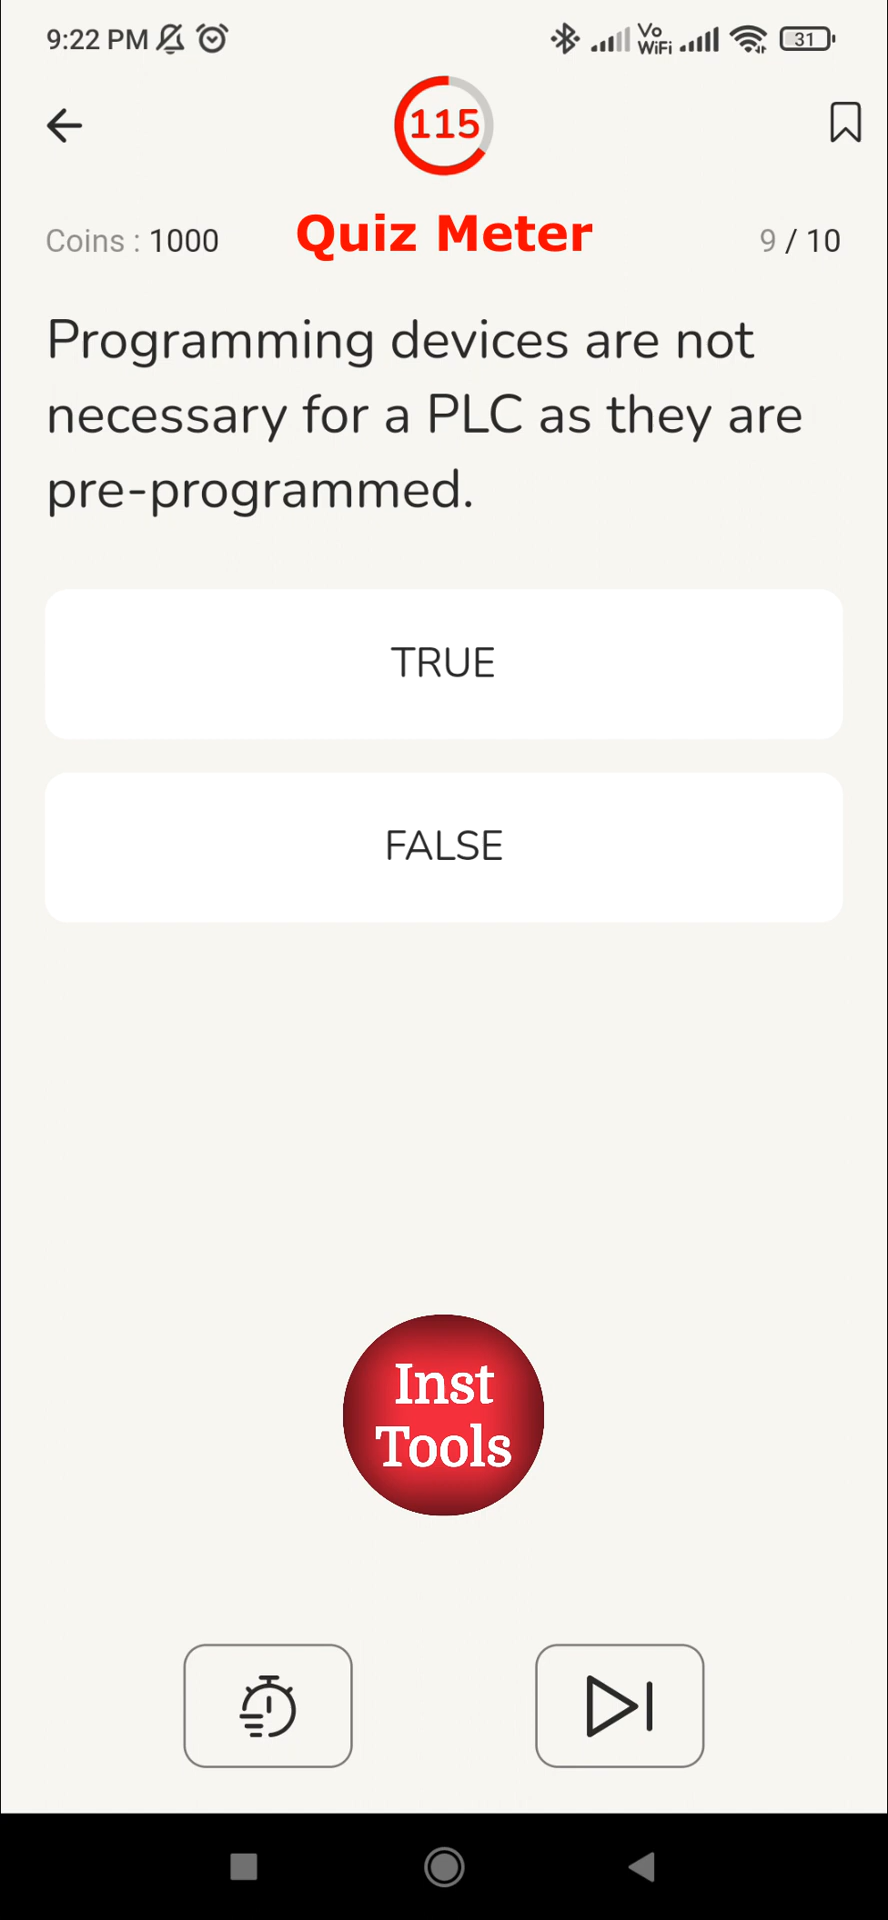 9:22 PM
Vo
WiFi
31
115
Coins : 1000
Quiz Meter
9 / 10
Programming devices are not
necessary for a PLC as they are
pre-programmed.
TRUE
FALSE
Inst
Tools